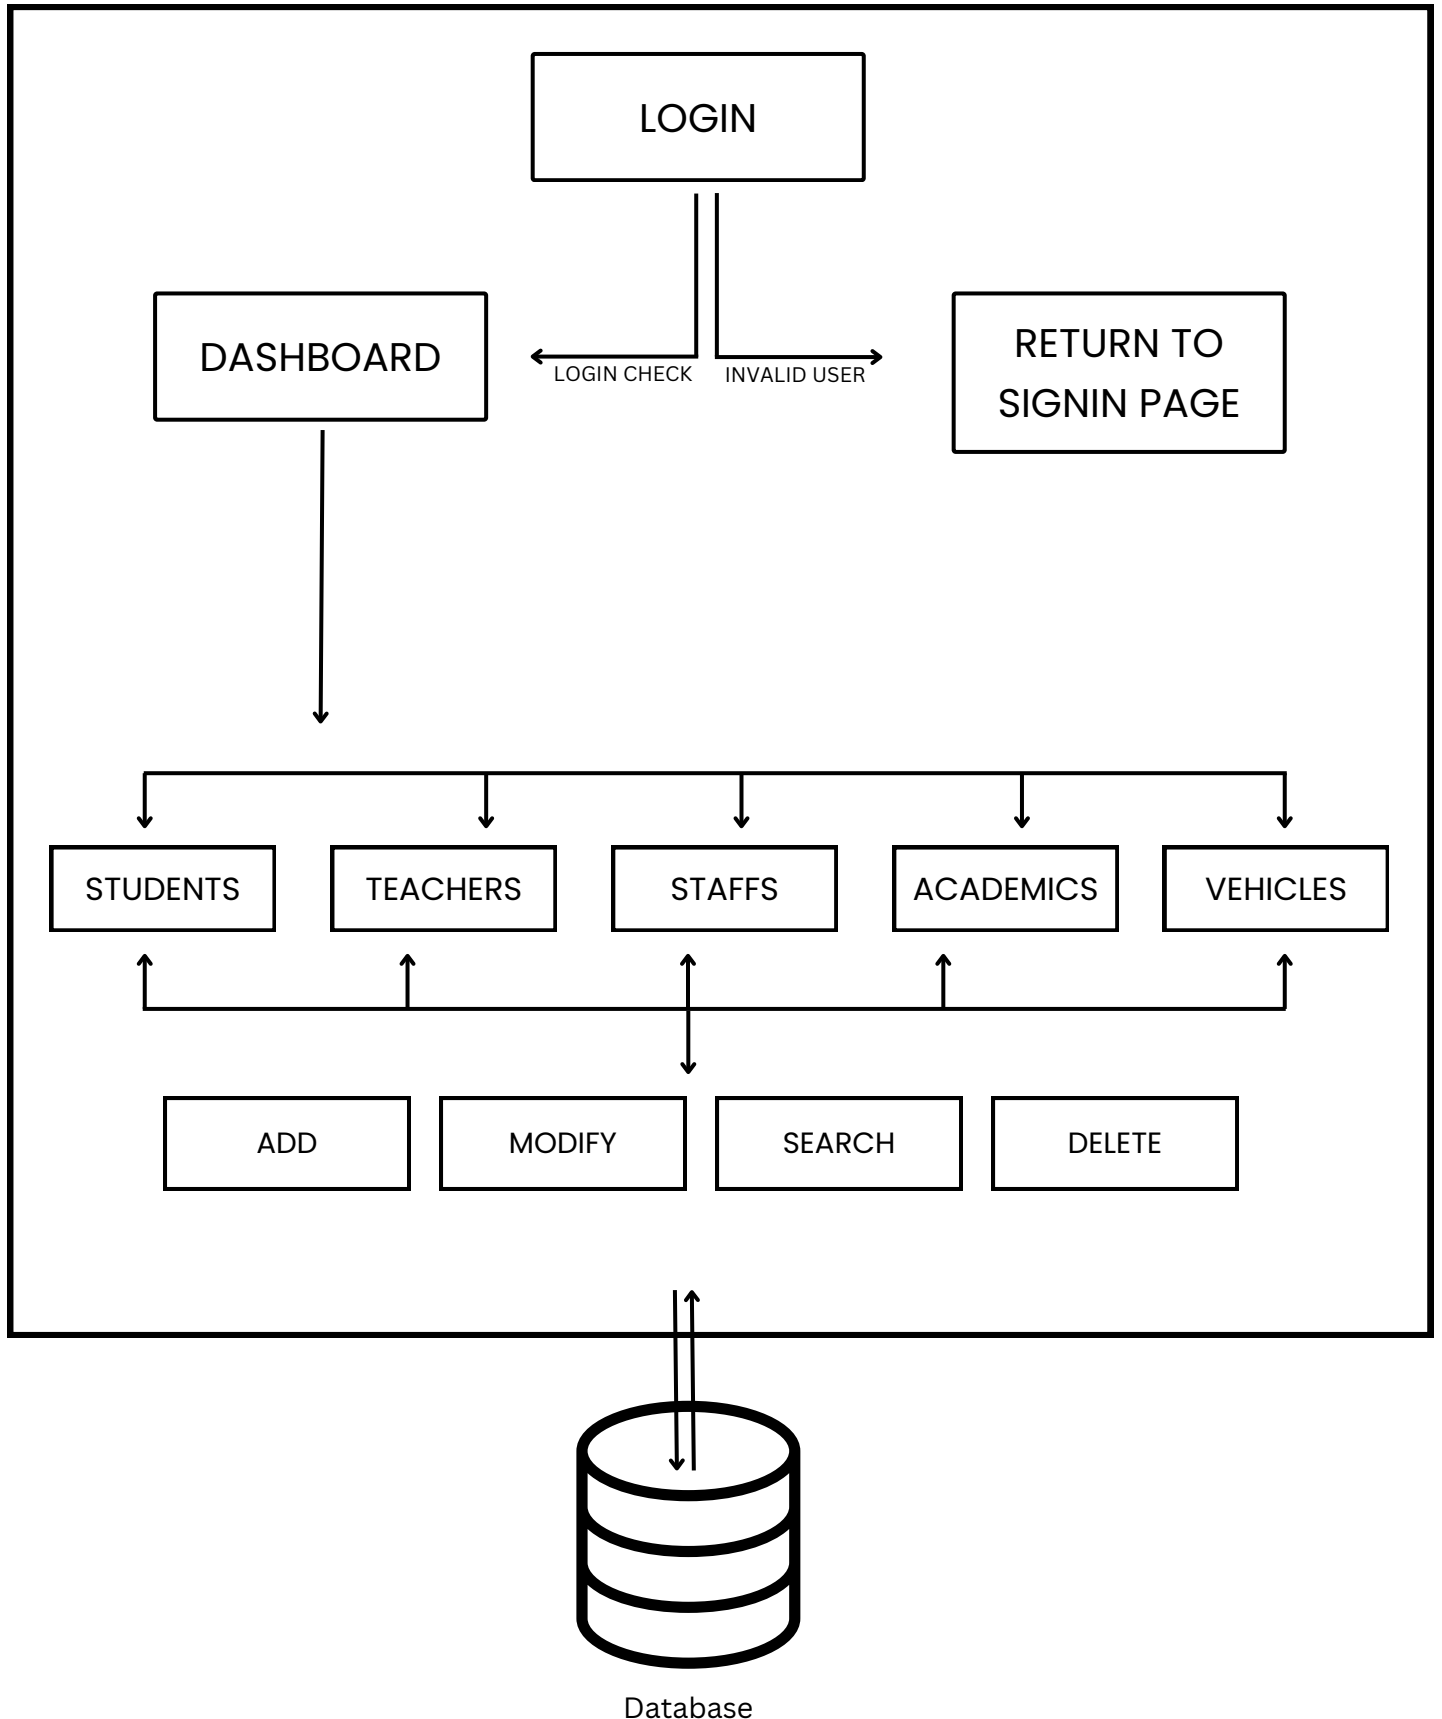 LOGIN
DASHBOARD
LOGIN CHECK
INVALID USER
RETURN TO
SIGNIN PAGE
STUDENTS
TEACHERS
STAFFS
ACADEMICS
VEHICLES
ADD
MODIFY
SEARCH
DELETE
Database